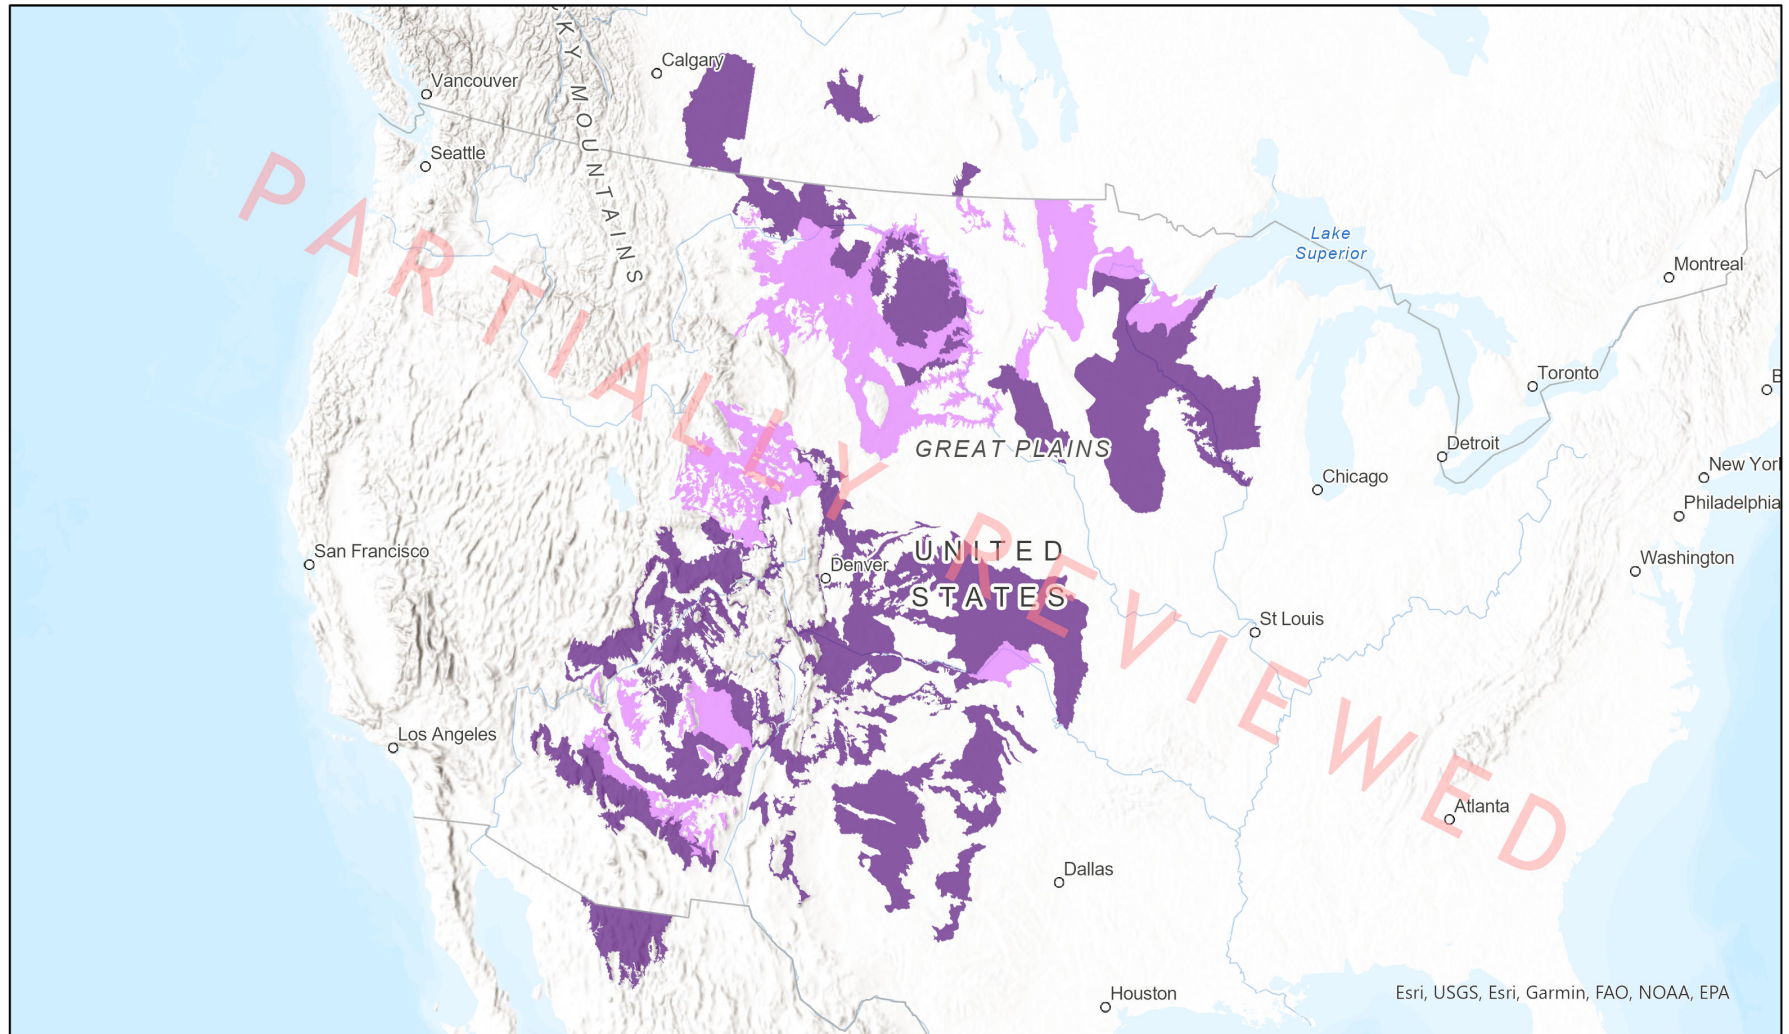 CKY MOUNTAINS
Calgary
Vancouver
Seattle
Lake
Superior
Montreal
Toronto
Detroit
GREAT PLAINS
Chicago
New York
Philadelphia
San Francisco
UNITED
STATES
Denver
Washington
St Louis
Los Angeles
Atlanta
Dallas
Houston
PARTIALLY REVIEWED
Esri, USGS, Esri, Garmin, FAO, NOAA, EPA